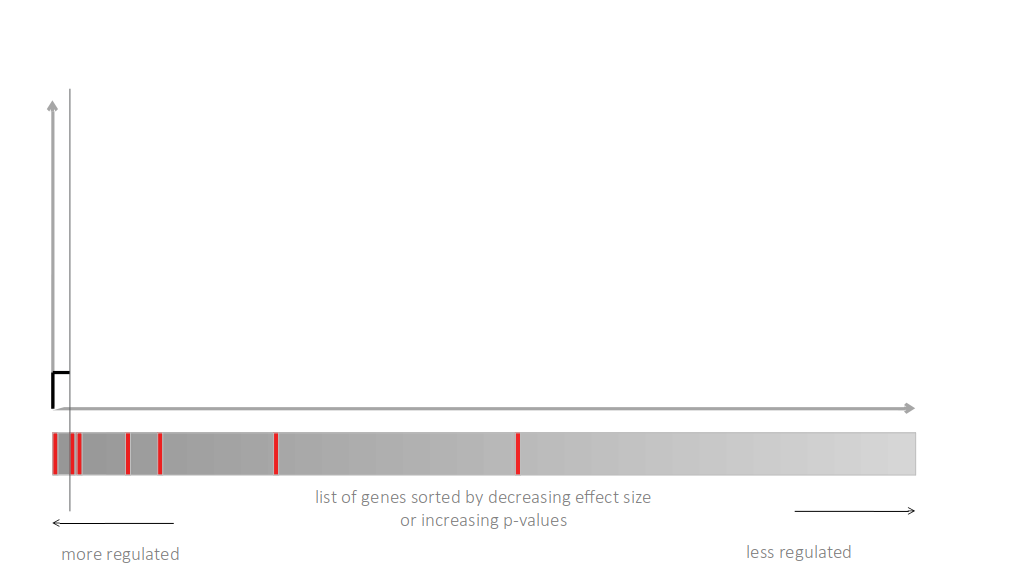 list of genes sorted by decreasing effect size
or increasing p-values
more regulated
less regulated